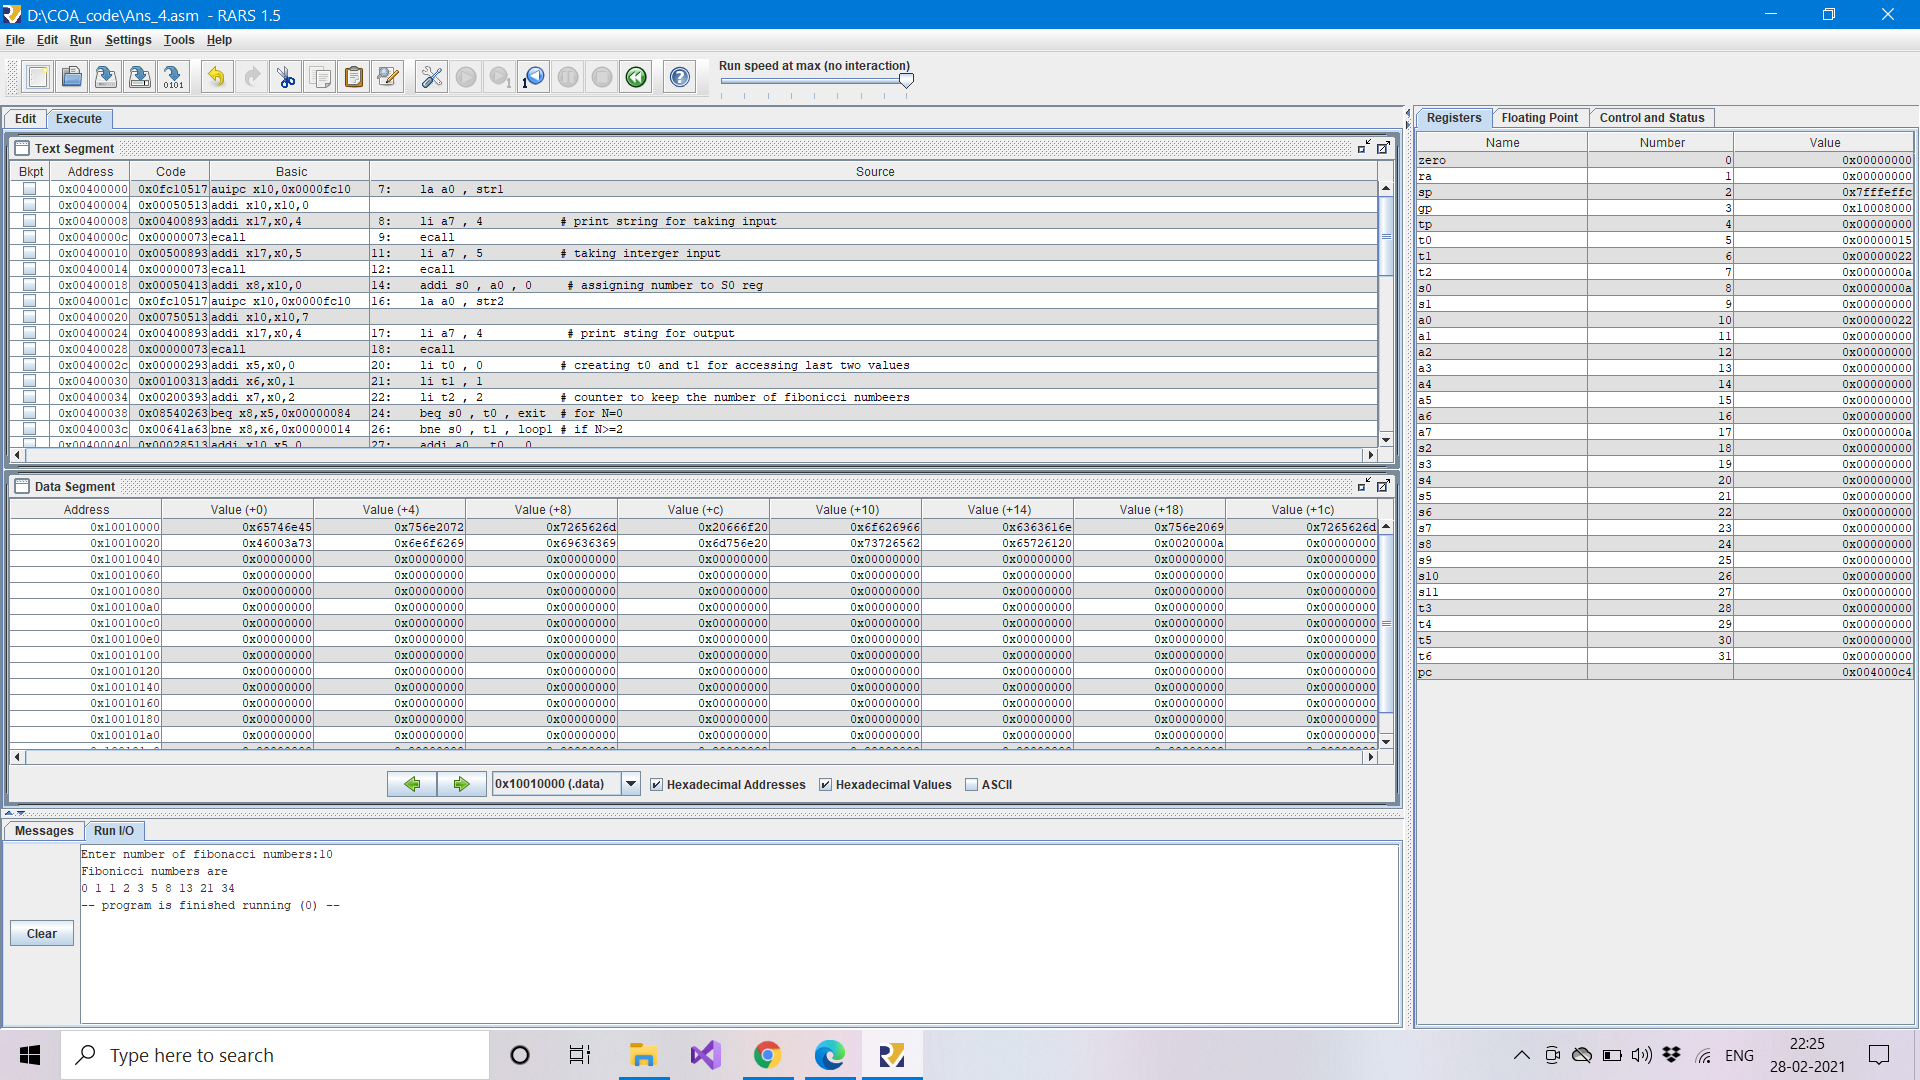 D:\COA_code\Ans_4.asm - RARS 1.5
File Edit Run Settings Tools Help
Run speed at max (no interaction)
Edit Execute
Registers Floating Point Control and Status
Text Segment
Bkpt Address Code Basic Source
0x00400000 0x0fc10517 auipc x10,0x0000fc10 7: la a0 , str1
0x00400004 0x00050513 addi x10,x10,0
0x00400008 0x00400893 addi x17,x0,4 8: li a7 , 4 # print string for taking input
0x0040000c 0x00000073 ecall 9: ecall
0x00400010 0x00500893 addi x17,x0,5 11: li a7 , 5 # taking interger input
0x00400014 0x00000073 ecall 12: ecall
0x00400018 0x00050413 addi x8,x10,0 14: addi s0 , a0 , 0 # assigning number to S0 reg
0x0040001c 0x0fc10517 auipc x10,0x0000fc10 16: la a0 , str2
0x00400020 0x00750513 addi x10,x10,7
0x00400024 0x00400893 addi x17,x0,4 17: li a7 , 4 # print sting for output
0x00400028 0x00000073 ecall 18: ecall
0x0040002c 0x00000293 addi x5,x0,0 20: li t0 , 0 # creating t0 and t1 for accessing last two values
0x00400030 0x00100313 addi x6,x0,1 21: li t1 , 1
0x00400034 0x00200393 addi x7,x0,2 22: li t2 , 2 # counter to keep the number of fibonicci numbeers
0x00400038 0x08540263 beq x8,x5,0x00000084 24: beq s0 , t0 , exit # for N=0
0x0040003c 0x00641a63 bne x8,x6,0x00000014 26: bne s0 , t1 , loop1 # if N>=2
0x00400040 0x00028513 addi x10,x5,0 27: addi a0 , t0 , 0
Data Segment
Address Value (+0) Value (+4) Value (+8) Value (+c) Value (+10) Value (+14) Value (+18) Value (+1c)
0x10010000 0x65746e45 0x756e2072 0x7265626d 0x20666f20 0x6f626966 0x6363616e 0x756e2069 0x7265626d
0x10010020 0x46003a73 0x6e6f6269 0x69636369 0x6d756e20 0x73726562 0x65726120 0x0020000a 0x00000000
0x10010040 0x00000000 0x00000000 0x00000000 0x00000000 0x00000000 0x00000000 0x00000000 0x00000000
0x10010060 0x00000000 0x00000000 0x00000000 0x00000000 0x00000000 0x00000000 0x00000000 0x00000000
0x10010080 0x00000000 0x00000000 0x00000000 0x00000000 0x00000000 0x00000000 0x00000000 0x00000000
0x100100a0 0x00000000 0x00000000 0x00000000 0x00000000 0x00000000 0x00000000 0x00000000 0x00000000
0x100100c0 0x00000000 0x00000000 0x00000000 0x00000000 0x00000000 0x00000000 0x00000000 0x00000000
0x100100e0 0x00000000 0x00000000 0x00000000 0x00000000 0x00000000 0x00000000 0x00000000 0x00000000
0x10010100 0x00000000 0x00000000 0x00000000 0x00000000 0x00000000 0x00000000 0x00000000 0x00000000
0x10010120 0x00000000 0x00000000 0x00000000 0x00000000 0x00000000 0x00000000 0x00000000 0x00000000
0x10010140 0x00000000 0x00000000 0x00000000 0x00000000 0x00000000 0x00000000 0x00000000 0x00000000
0x10010160 0x00000000 0x00000000 0x00000000 0x00000000 0x00000000 0x00000000 0x00000000 0x00000000
0x10010180 0x00000000 0x00000000 0x00000000 0x00000000 0x00000000 0x00000000 0x00000000 0x00000000
0x100101a0 0x00000000 0x00000000 0x00000000 0x00000000 0x00000000 0x00000000 0x00000000 0x00000000
0x10010000 (.data) Hexadecimal Addresses Hexadecimal Values ASCII
Messages Run I/O
Enter number of fibonacci numbers:10
Fibonicci numbers are
0 1 1 2 3 5 8 13 21 34
-- program is finished running (0) --
Clear
Name Number Value
zero 0 0x00000000
ra 1 0x00000000
sp 2 0x7fffeffc
gp 3 0x10008000
tp 4 0x00000000
t0 5 0x00000015
t1 6 0x00000022
t2 7 0x0000000a
s0 8 0x0000000a
s1 9 0x00000000
a0 10 0x00000022
a1 11 0x00000000
a2 12 0x00000000
a3 13 0x00000000
a4 14 0x00000000
a5 15 0x00000000
a6 16 0x00000000
a7 17 0x0000000a
s2 18 0x00000000
s3 19 0x00000000
s4 20 0x00000000
s5 21 0x00000000
s6 22 0x00000000
s7 23 0x00000000
s8 24 0x00000000
s9 25 0x00000000
s10 26 0x00000000
s11 27 0x00000000
t3 28 0x00000000
t4 29 0x00000000
t5 30 0x00000000
t6 31 0x00000000
pc 0x004000c4
Type here to search
ENG
22:25
28-02-2021